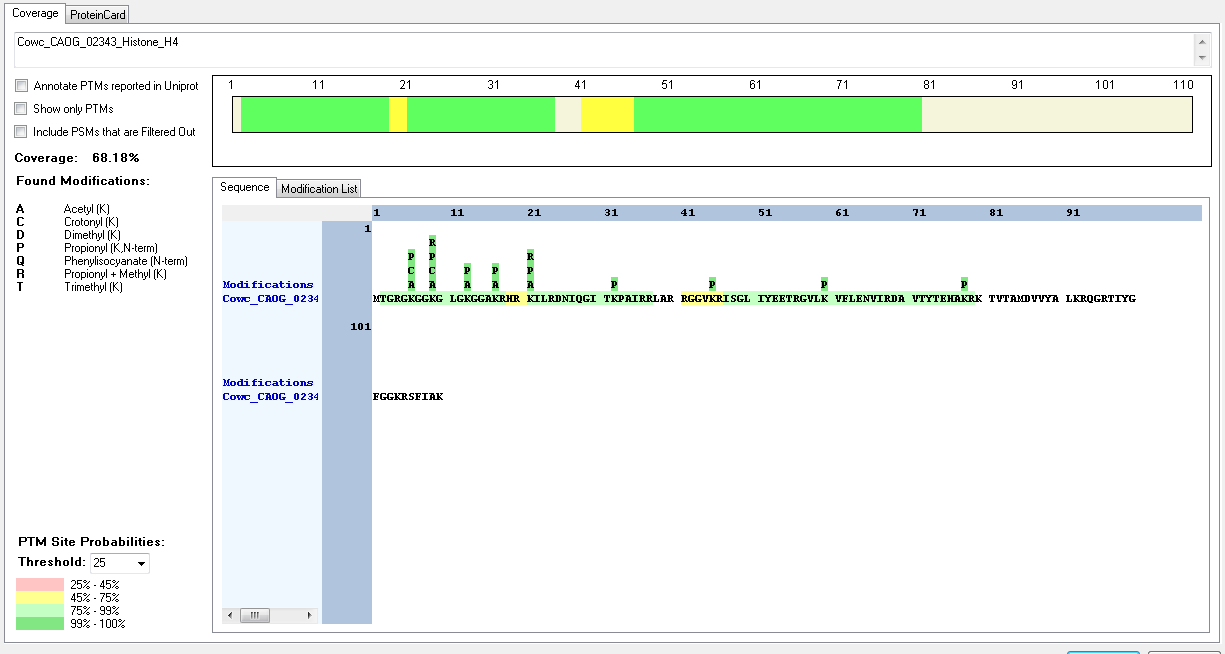 Coverage ProteinCard
Cowc_CAOG_02343_Histone_H4
Annotate PTMs reported in Uniprot
Show only PTMs
Include PSMs that are Filtered Out
Coverage: 68.18%
Found Modifications:
A Acetyl (K)
C Crotonyl (K)
D Dimethyl (K)
P Propionyl (K,N-term)
Q Phenylisocyanate (N-term)
R Propionyl + Methyl (K)
T Trimethyl (K)
1 11 21 31 41 51 61 71 81 91 101 110
Sequence Modification List
1 11 21 31 41 51 61 71 81 91
1
R
P P R
C C P P P
Modifications A A A A A P P P P
Cowc_CAOG_0234 MTGRGKGGKG LGKGGAKRHR KILRDNIQGI TKPAIRRLAR RGGVKRISGL IYEETRGVLK VFLENVIRDA VTYTEHAKRK TVTAMDVVYA LKRQGRTIYG
101
Modifications
Cowc_CAOG_0234 FGGKRSFIAK
PTM Site Probabilities:
Threshold: 25
25% - 45%
45% - 75%
75% - 99%
99% - 100%